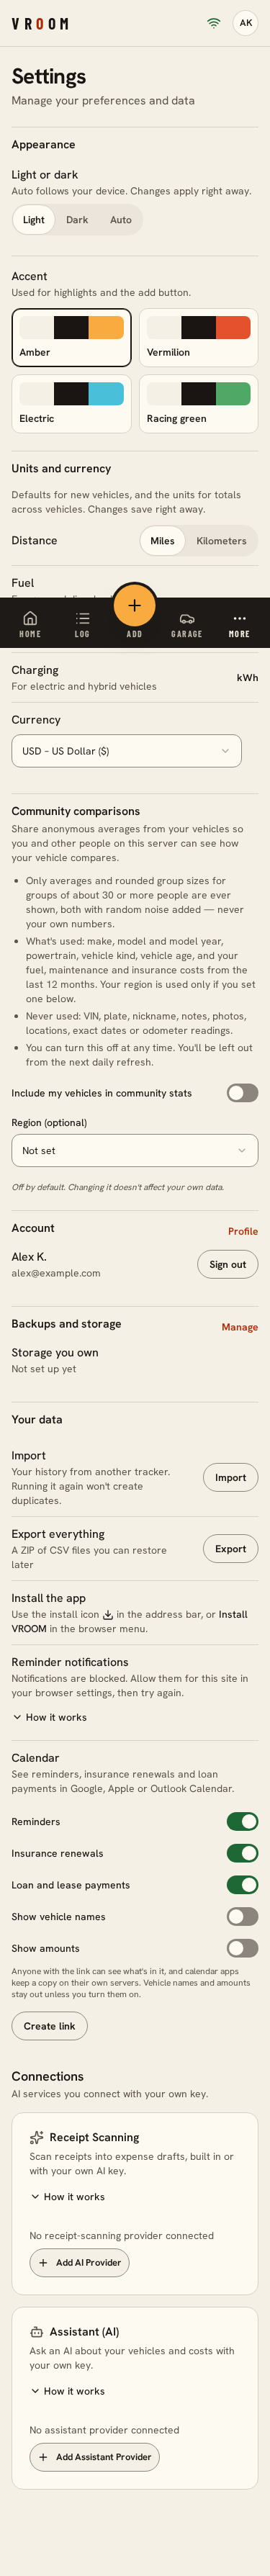 VROOM
AK
Settings
Manage your preferences and data
Appearance
Light or dark
Auto follows your device. Changes apply right away.
Light
Dark
Auto
Accent
Used for highlights and the add button.
Amber
Vermilion
Electric
Racing green
Units and currency
Defaults for new vehicles, and the units for totals
across vehicles. Changes save right away.
Distance
Miles
Kilometers
Fuel
HOME
LOG
ADD
GARAGE
MORE
Charging
For electric and hybrid vehicles
kWh
Currency
USD – US Dollar ($)
Community comparisons
Share anonymous averages from your vehicles so
you and other people on this server can see how
your vehicle compares.
• Only averages and rounded group sizes for
groups of about 30 or more people are ever
shown, both with random noise added — never
your own numbers.
• What's used: make, model and model year,
powertrain, vehicle kind, vehicle age, and your
fuel, maintenance and insurance costs from the
last 12 months. Your region is used only if you set
one below.
• Never used: VIN, plate, nickname, notes, photos,
locations, exact dates or odometer readings.
• You can turn this off at any time. You'll be left out
from the next daily refresh.
Include my vehicles in community stats
Region (optional)
Not set
Off by default. Changing it doesn't affect your own data.
Account
Profile
Alex K.
alex@example.com
Sign out
Backups and storage
Manage
Storage you own
Not set up yet
Your data
Import
Your history from another tracker.
Running it again won't create
duplicates.
Import
Export everything
A ZIP of CSV files you can restore
later
Export
Install the app
Use the install icon in the address bar, or Install
VROOM in the browser menu.
Reminder notifications
Notifications are blocked. Allow them for this site in
your browser settings, then try again.
How it works
Calendar
See reminders, insurance renewals and loan
payments in Google, Apple or Outlook Calendar.
Reminders
Insurance renewals
Loan and lease payments
Show vehicle names
Show amounts
Anyone with the link can see what's in it, and calendar apps
keep a copy on their own servers. Vehicle names and amounts
stay out unless you turn them on.
Create link
Connections
AI services you connect with your own key.
Receipt Scanning
Scan receipts into expense drafts, built in or
with your own AI key.
How it works
No receipt-scanning provider connected
Add AI Provider
Assistant (AI)
Ask an AI about your vehicles and costs with
your own key.
How it works
No assistant provider connected
Add Assistant Provider